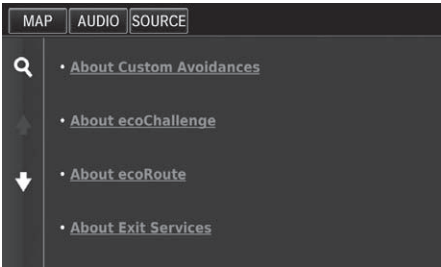 MAP AUDIO SOURCE
• About Custom Avoidances
• About ecoChallenge
• About ecoRoute
• About Exit Services